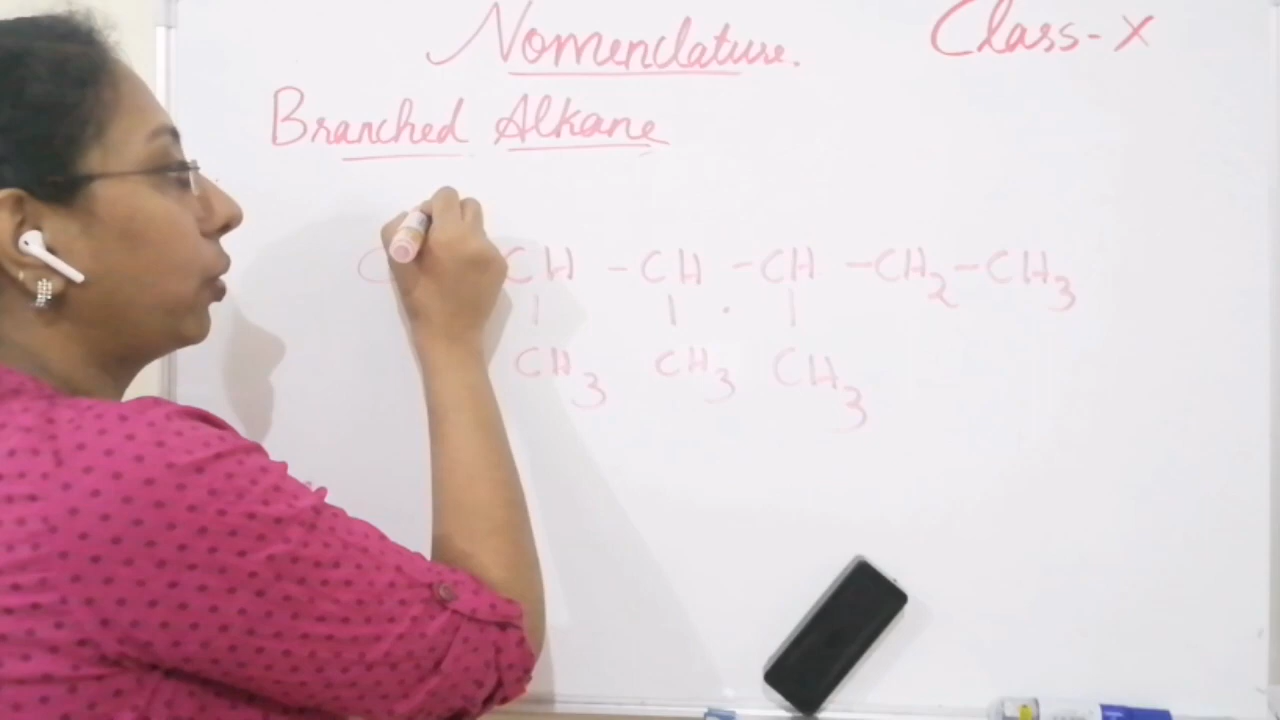 Nomenclature.
Class-X
Branched Alkane
C CH - CH - CH - CH2 - CH3
CH3 CH3 CH3